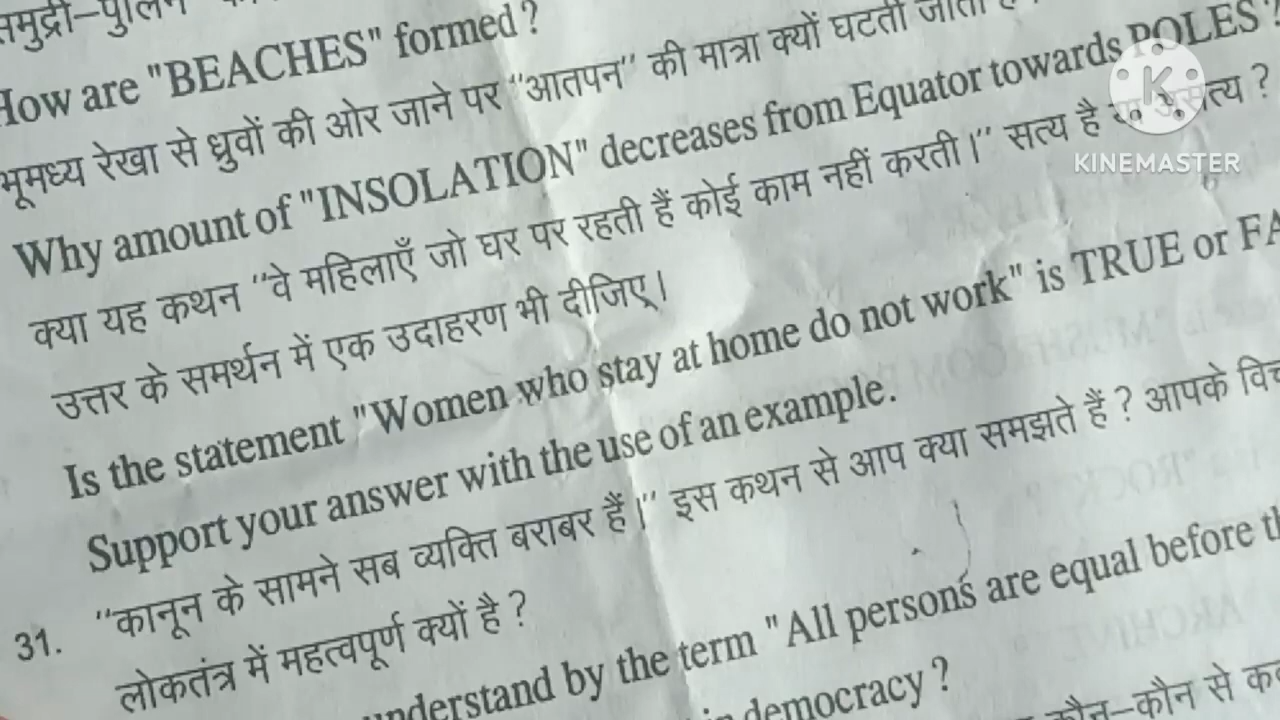 समुद्री–पुलिन
How are "BEACHES" formed ?
भूमध्य रेखा से ध्रुवों की ओर जाने पर "आतपन" की मात्रा क्यों घटती जाती है
Why amount of "INSOLATION" decreases from Equator towards POLES ?
क्या यह कथन "वे महिलाएँ जो घर पर रहती हैं कोई काम नहीं करती।" सत्य है या असत्य ?
उत्तर के समर्थन में एक उदाहरण भी दीजिए।
Is the statement "Women who stay at home do not work" is TRUE or FA
Support your answer with the use of an example.
31. "कानून के सामने सब व्यक्ति बराबर हैं।" इस कथन से आप क्या समझते हैं ? आपके विच
लोकतंत्र में महत्वपूर्ण क्यों है ?
understand by the term "All persons are equal before th
democracy ?
कौन–कौन से
KINEMASTER